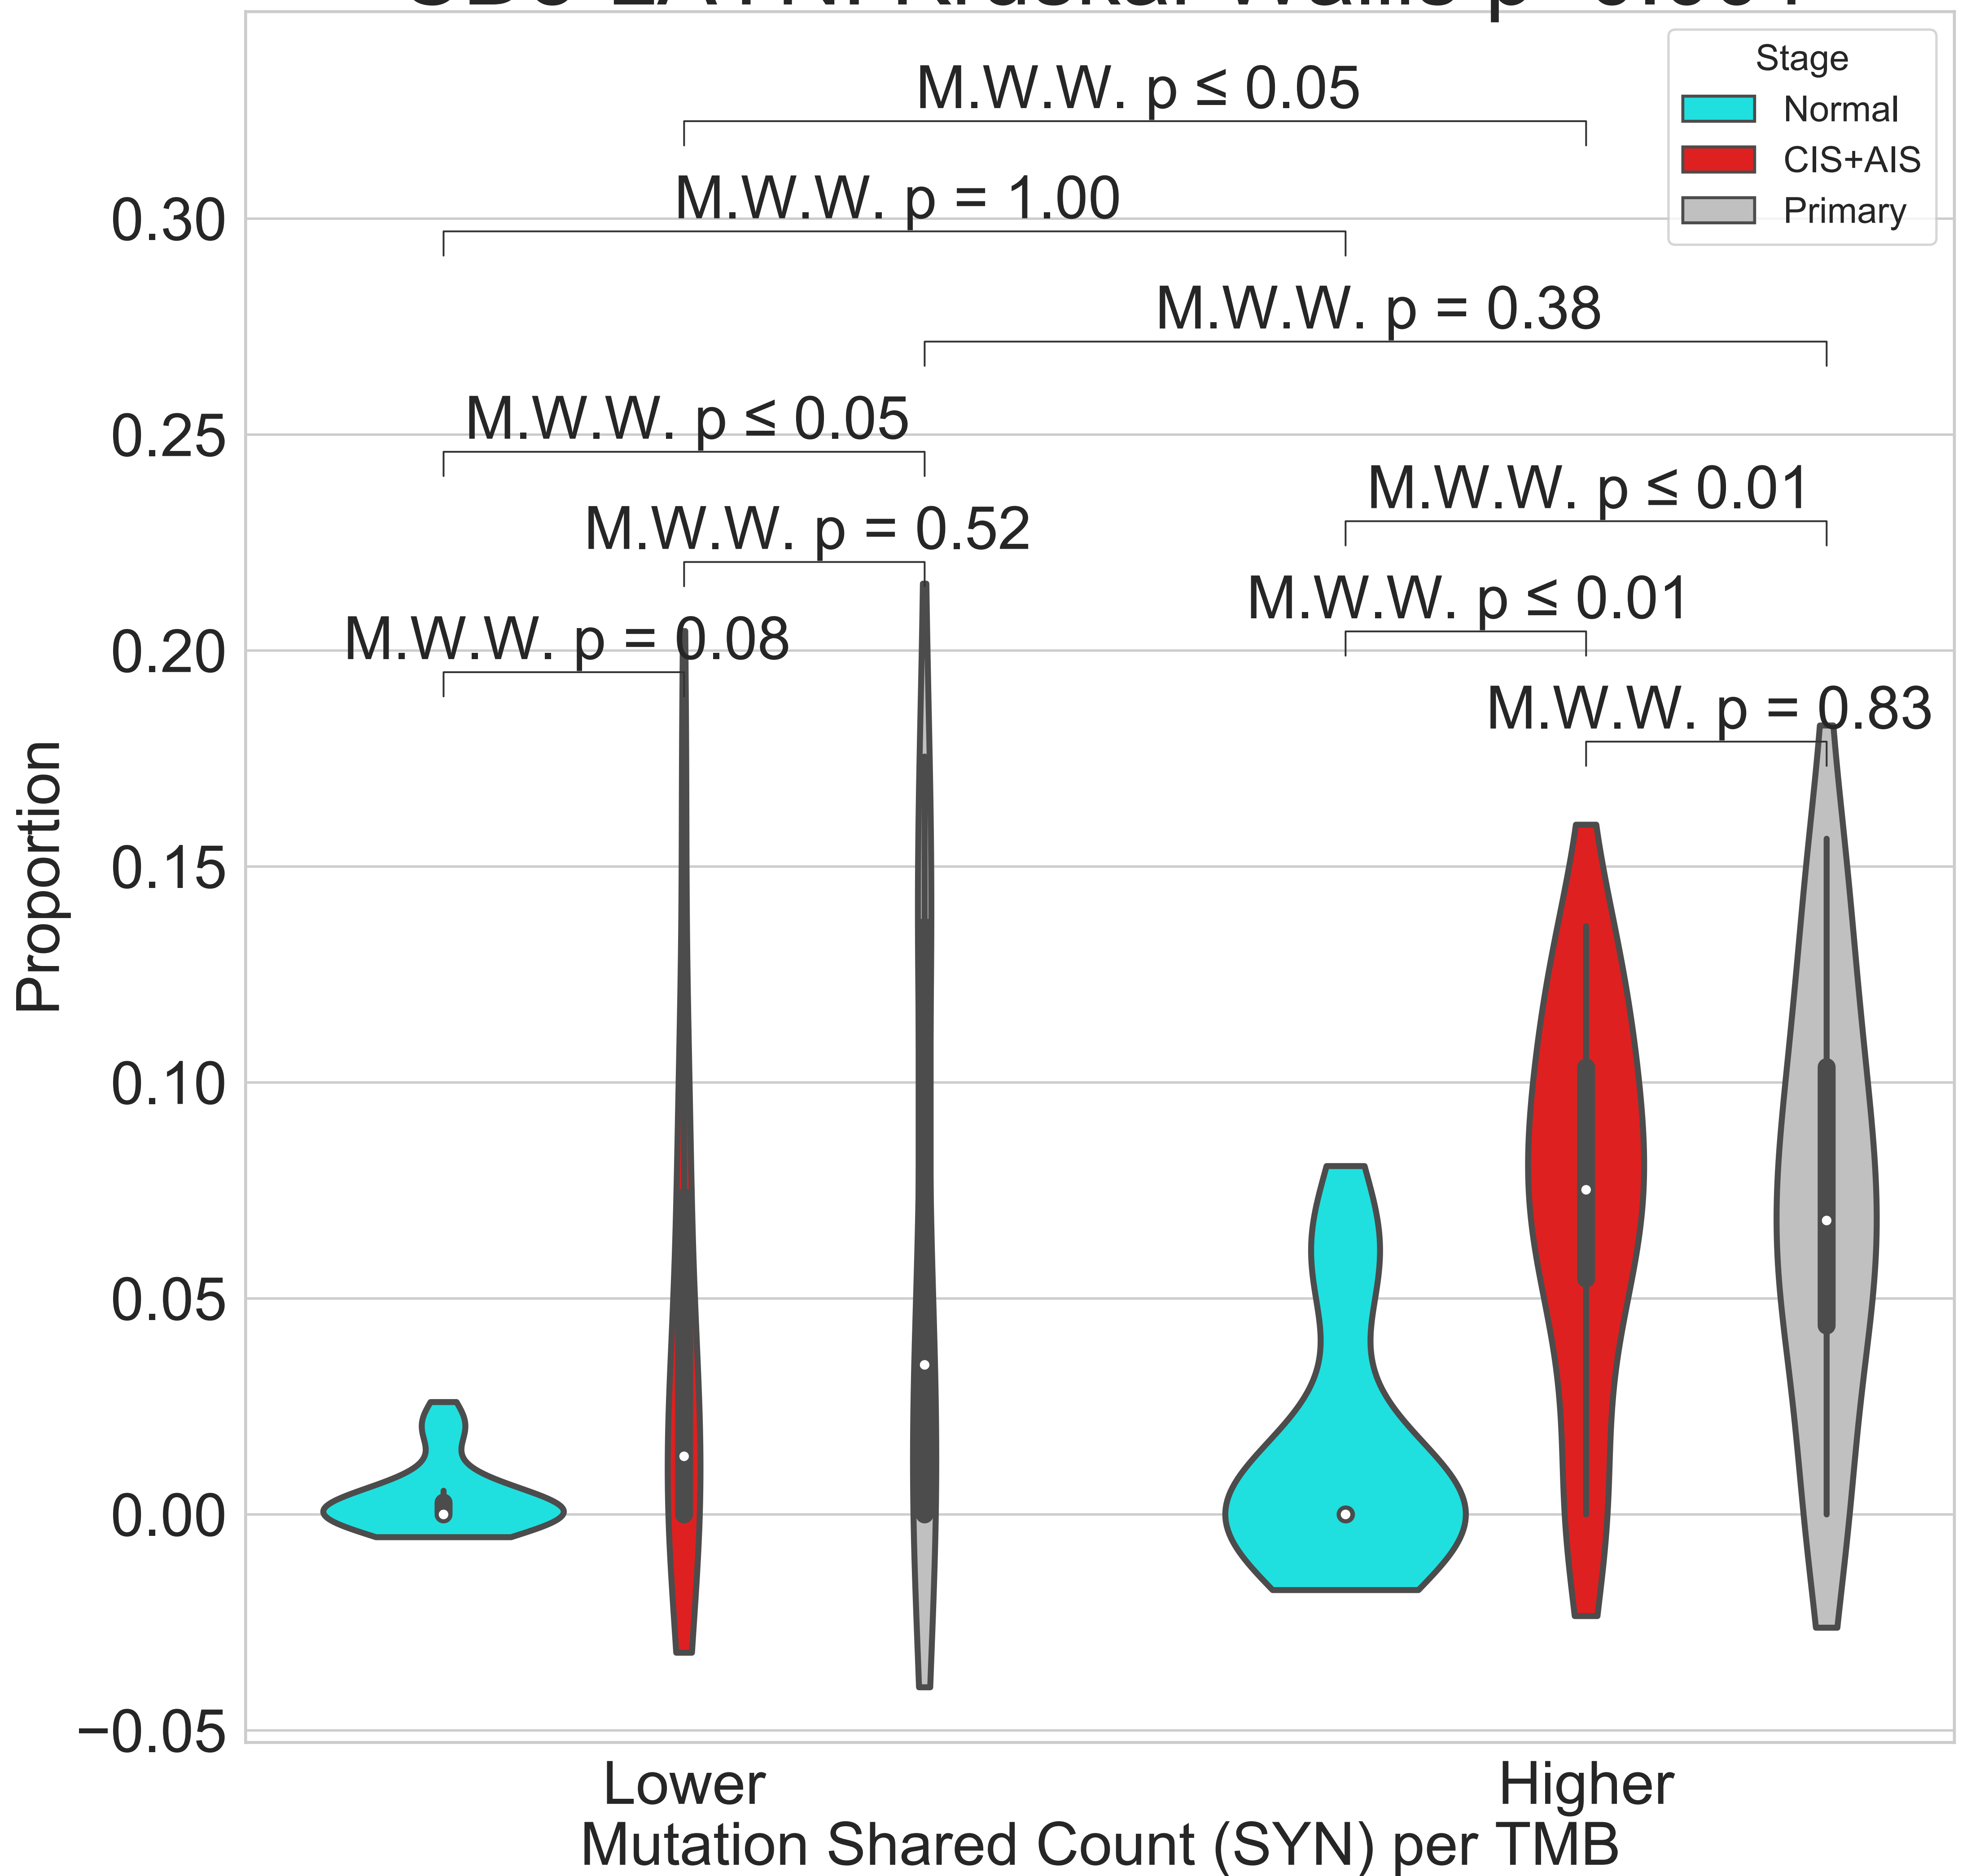 M.W.W. p ≤ 0.05
M.W.W. p = 1.00
M.W.W. p = 0.38
M.W.W. p ≤ 0.05
M.W.W. p ≤ 0.01
M.W.W. p = 0.52
M.W.W. p ≤ 0.01
M.W.W. p = 0.08
M.W.W. p = 0.83
Stage
Normal
CIS+AIS
Primary
0.30
0.25
0.20
0.15
0.10
0.05
0.00
−0.05
Proportion
Lower
Higher
Mutation Shared Count (SYN) per TMB